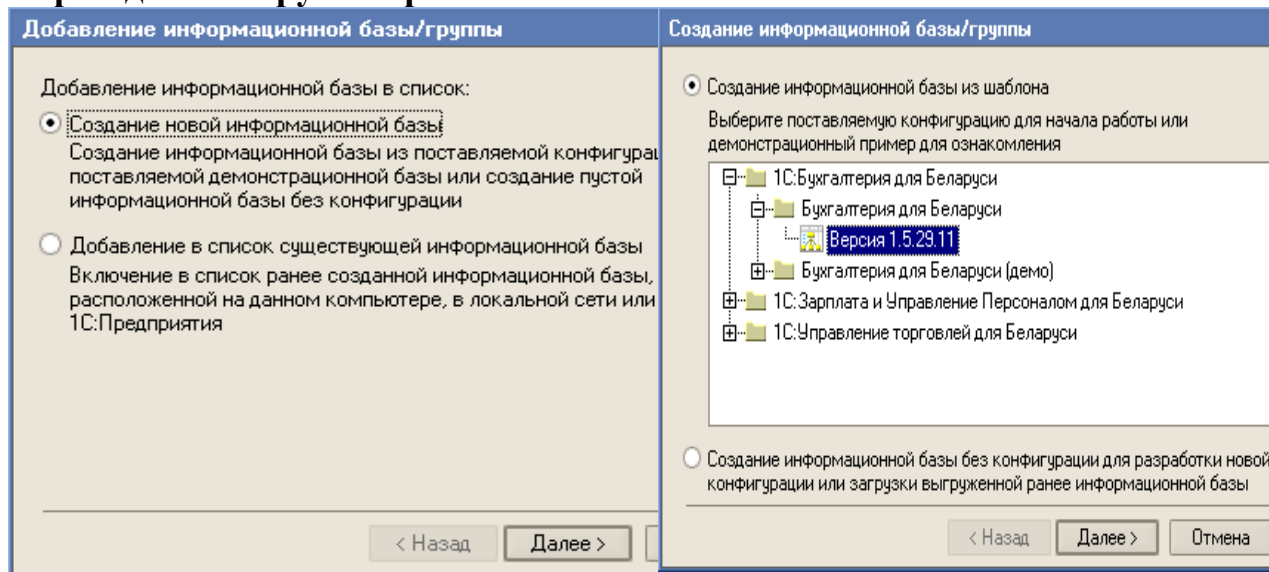 Добавление информационной базы/группы
Добавление информационной базы в список:
Создание новой информационной базы
Создание информационной базы из поставляемой конфигурац
поставляемой демонстрационной базы или создание пустой
информационной базы без конфигурации
Добавление в список существующей информационной базы
Включение в список ранее созданной информационной базы,
расположенной на данном компьютере, в локальной сети или
1С:Предприятия
< Назад
Далее >
Создание информационной базы/группы
Создание информационной базы из шаблона
Выберите поставляемую конфигурацию для начала работы или
демонстрационный пример для ознакомления
1С:Бухгалтерия для Беларуси
Бухгалтерия для Беларуси
Версия 1.5.29.11
Бухгалтерия для Беларуси (демо)
1С:Зарплата и Управление Персоналом для Беларуси
1С:Управление торговлей для Беларуси
Создание информационной базы без конфигурации для разработки новой
конфигурации или загрузки выгруженной ранее информационной базы
< Назад
Далее >
Отмена